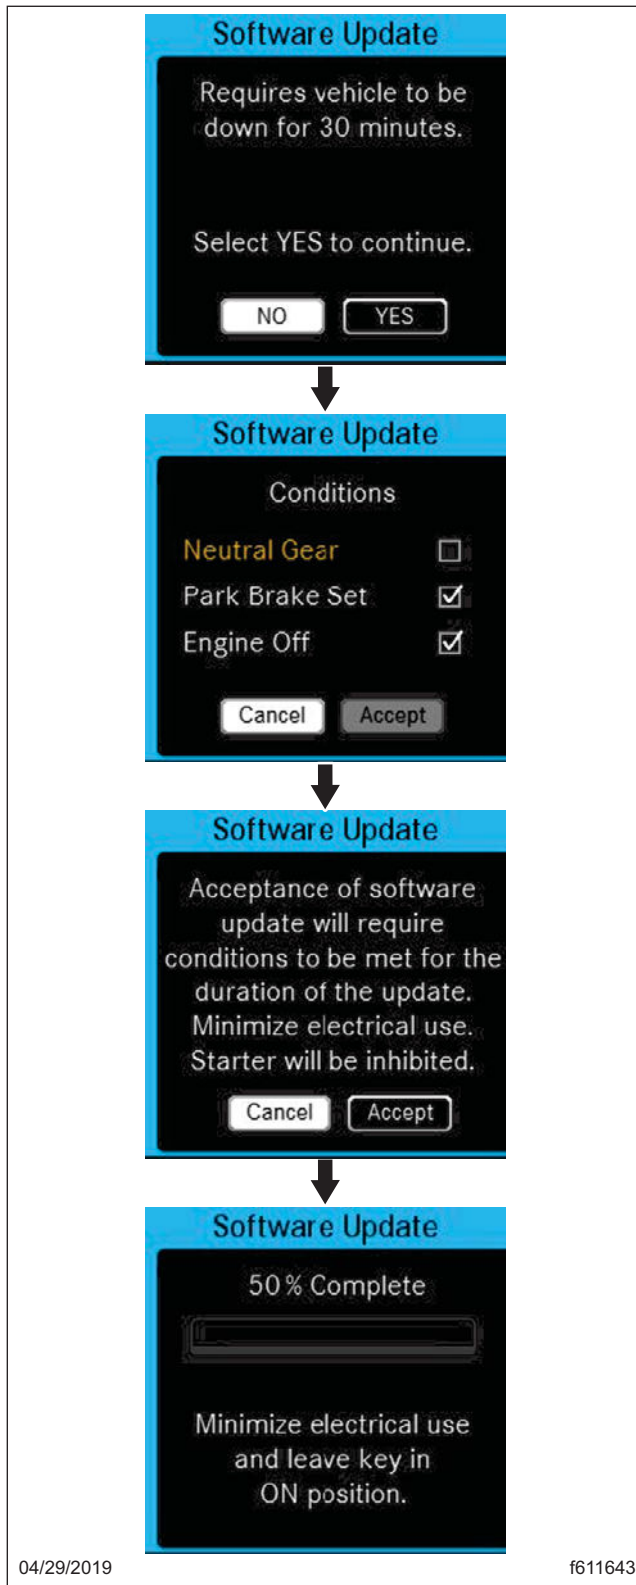 Software Update
Requires vehicle to be
down for 30 minutes.
Select YES to continue.
NO YES
Software Update
Conditions
Neutral Gear
Park Brake Set
Engine Off
Cancel Accept
Software Update
Acceptance of software
update will require
conditions to be met for the
duration of the update.
Minimize electrical use.
Starter will be inhibited.
Cancel Accept
Software Update
50% Complete
Minimize electrical use
and leave key in
ON position.
04/29/2019 f611643